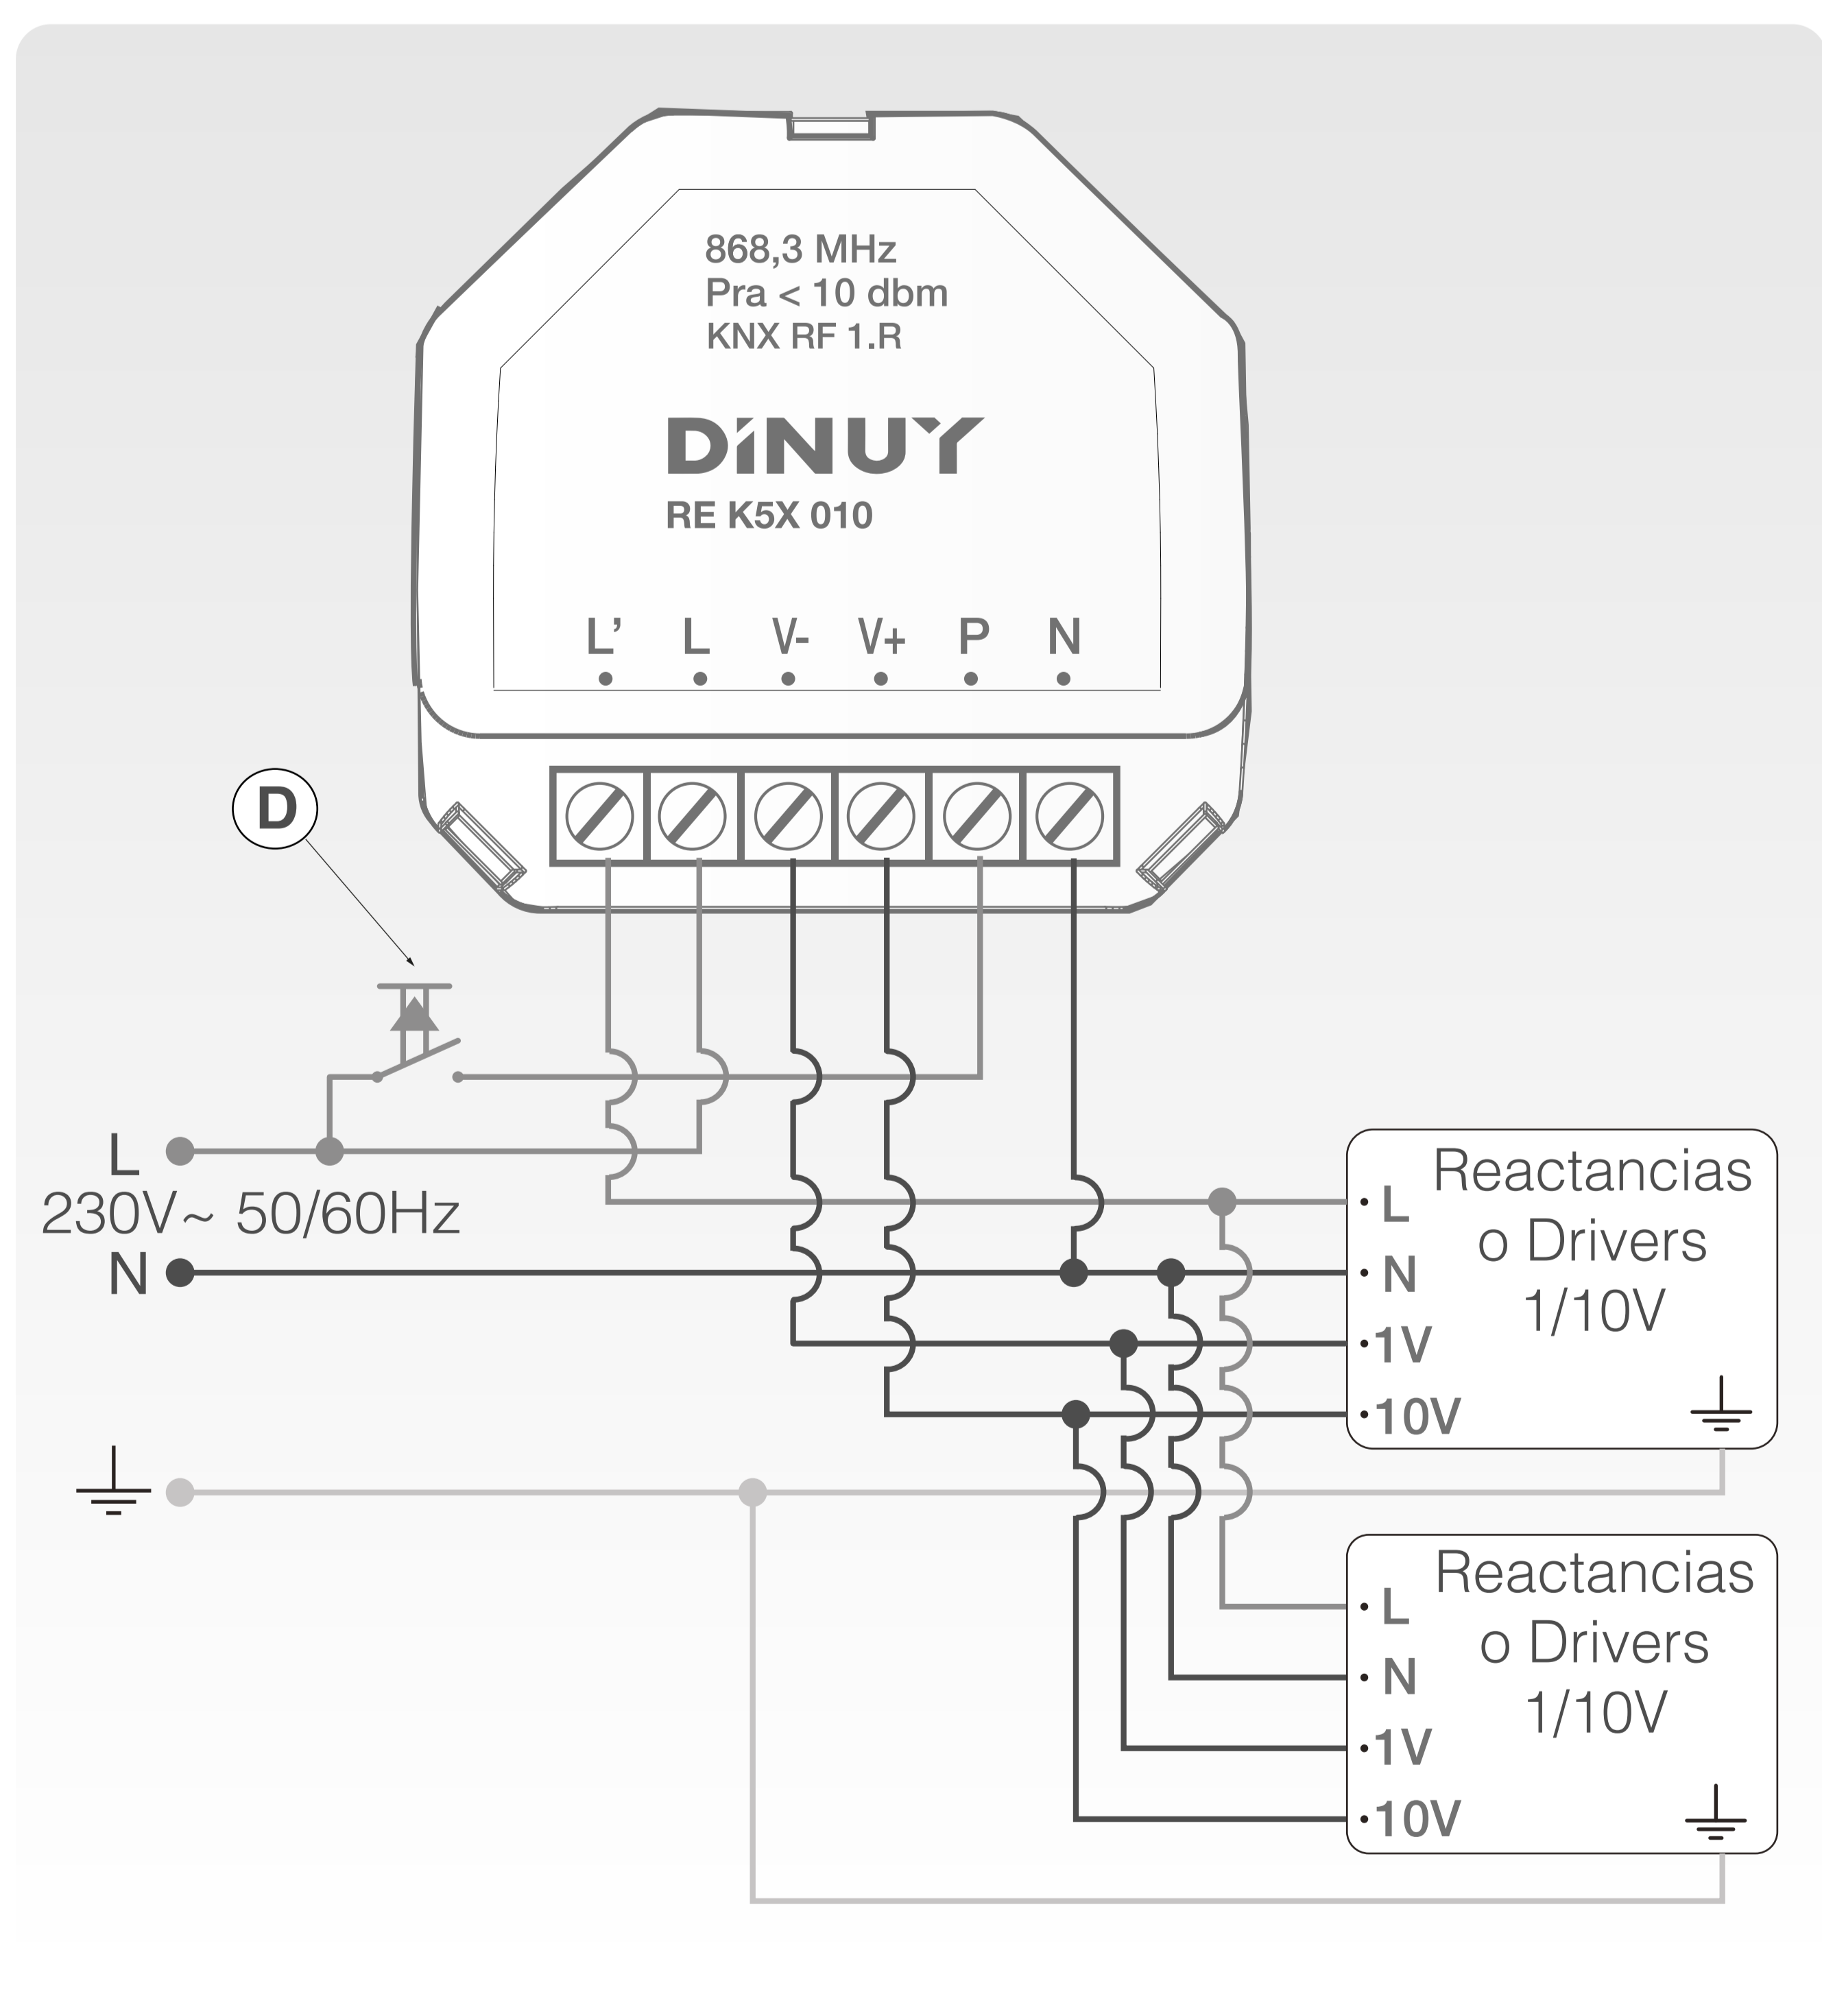 868,3 MHz
Pra < 10 dbm
KNX RF 1.R
DINUY
RE K5X 010
L' L V- V+ P N
D
L
230V~ 50/60Hz
N
Reactancias
o Drivers
1/10V
L
N
1V
10V
Reactancias
o Drivers
1/10V
L
N
1V
10V